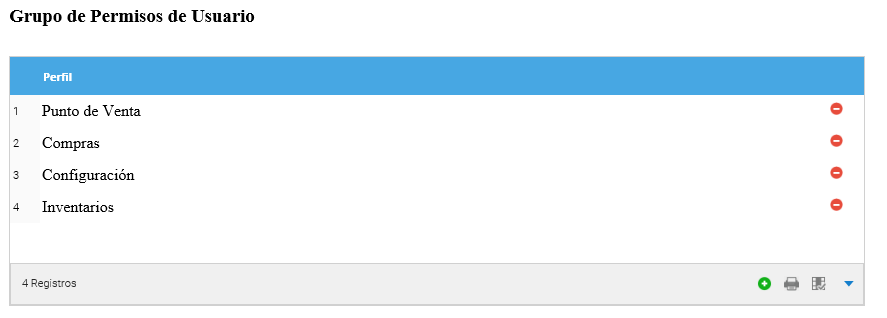 Grupo de Permisos de Usuario
Perfil
1 Punto de Venta
2 Compras
3 Configuración
4 Inventarios
4 Registros